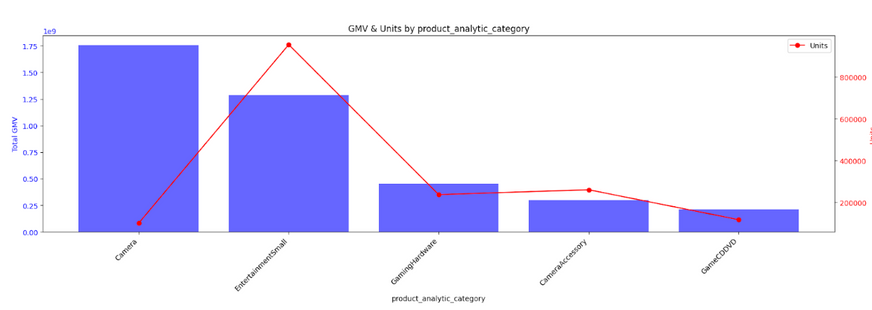 GMV & Units by product_analytic_category
1e9
Units
1.75
1.50
1.25
1.00
0.75
0.50
0.25
0.00
Total GMV
800000
600000
400000
200000
Camera
EntertainmentSmall
GamingHardware
CameraAccessory
GameCDDVD
product_analytic_category